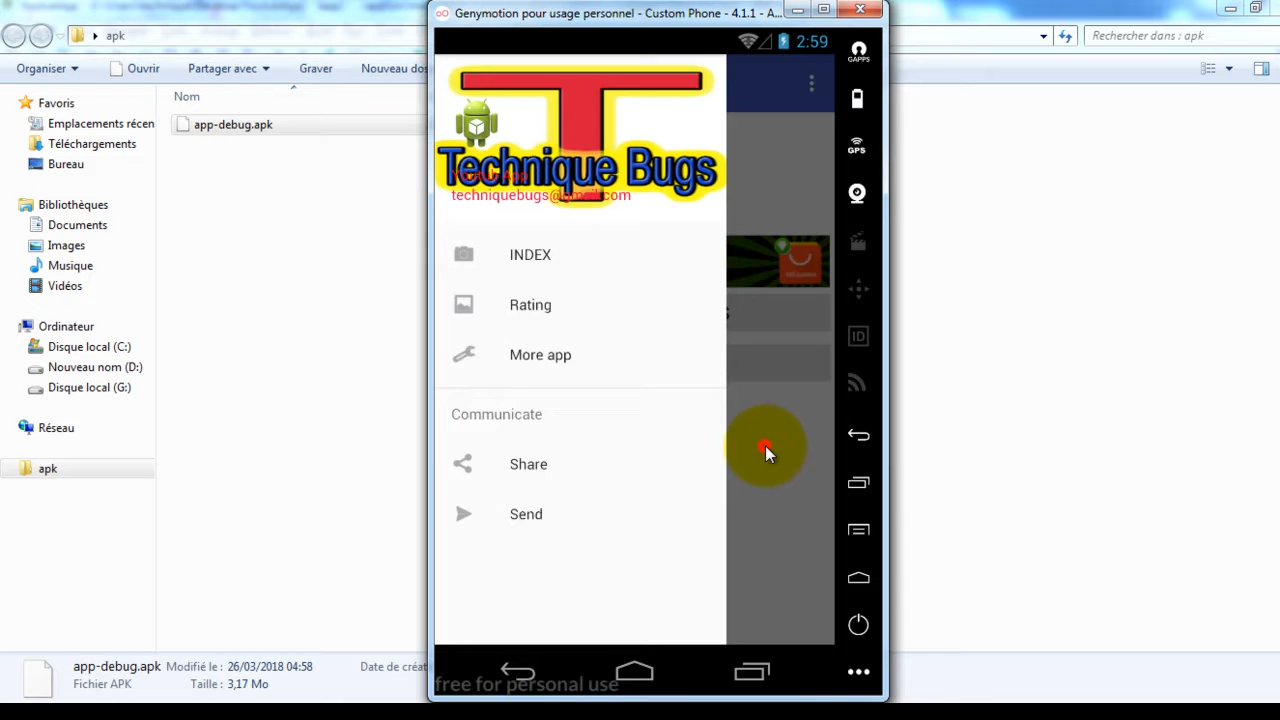 Genymotion pour usage personnel - Custom Phone - 4.1.1 - A...
apk
Rechercher dans : apk
Organiser
Ouvrir
Partager avec
Graver
Nouveau dos
Favoris
Emplacements récen
Téléchargements
Bureau
Bibliothèques
Documents
Images
Musique
Vidéos
Ordinateur
Disque local (C:)
Nouveau nom (D:)
Disque local (G:)
Réseau
apk
Nom
app-debug.apk
2:59
T
Technique Bugs
techniquebugs@gmail.com
INDEX
Rating
More app
Communicate
Share
Send
free for personal use
GAPPS
GPS
ID
app-debug.apk Modifié le : 26/03/2018 04:58 Date de créat
Fichier APK Taille : 3,17 Mo